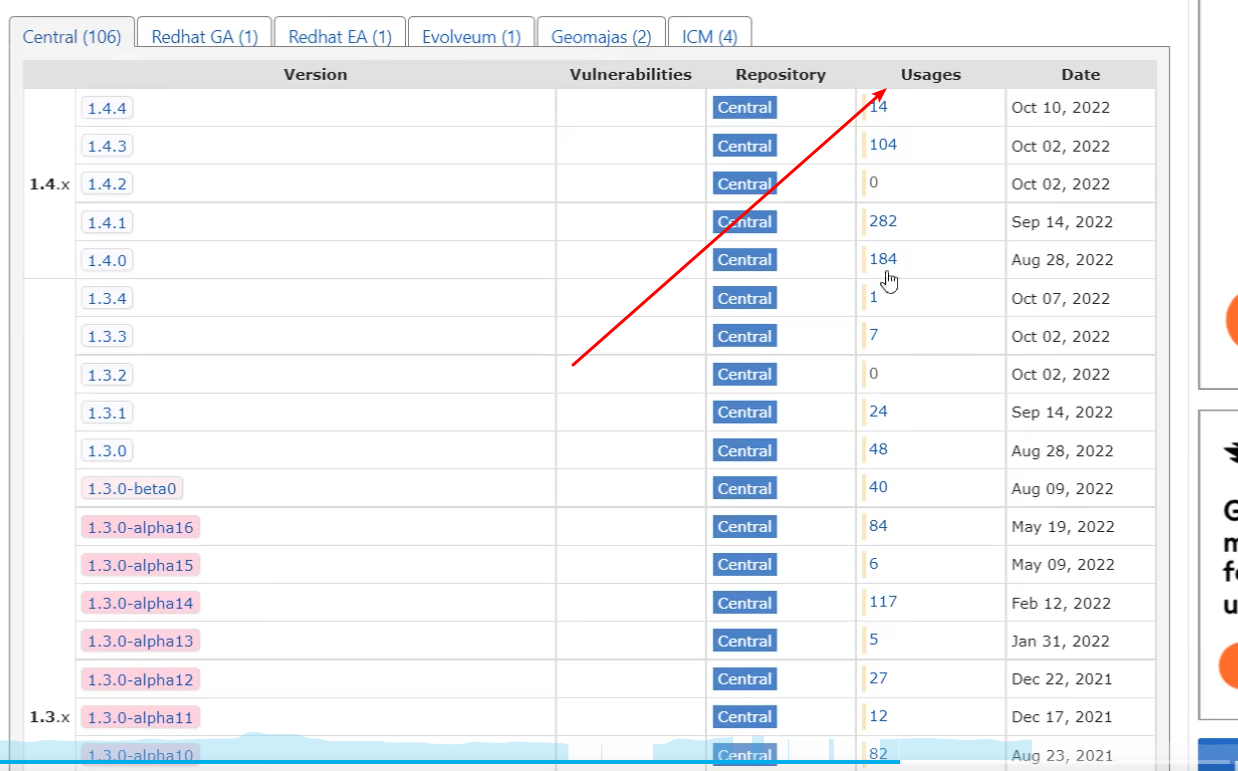 Central (106) Redhat GA (1) Redhat EA (1) Evolveum (1) Geomajas (2) ICM (4)
Version Vulnerabilities Repository Usages Date
1.4.4 Central 14 Oct 10, 2022
1.4.3 Central 104 Oct 02, 2022
1.4.x 1.4.2 Central 0 Oct 02, 2022
1.4.1 Central 282 Sep 14, 2022
1.4.0 Central 184 Aug 28, 2022
1.3.4 Central 1 Oct 07, 2022
1.3.3 Central 7 Oct 02, 2022
1.3.2 Central 0 Oct 02, 2022
1.3.1 Central 24 Sep 14, 2022
1.3.0 Central 48 Aug 28, 2022
1.3.0-beta0 Central 40 Aug 09, 2022
1.3.0-alpha16 Central 84 May 19, 2022
1.3.0-alpha15 Central 6 May 09, 2022
1.3.0-alpha14 Central 117 Feb 12, 2022
1.3.0-alpha13 Central 5 Jan 31, 2022
1.3.0-alpha12 Central 27 Dec 22, 2021
1.3.x 1.3.0-alpha11 Central 12 Dec 17, 2021
1.3.0-alpha10 Central 82 Aug 23, 2021